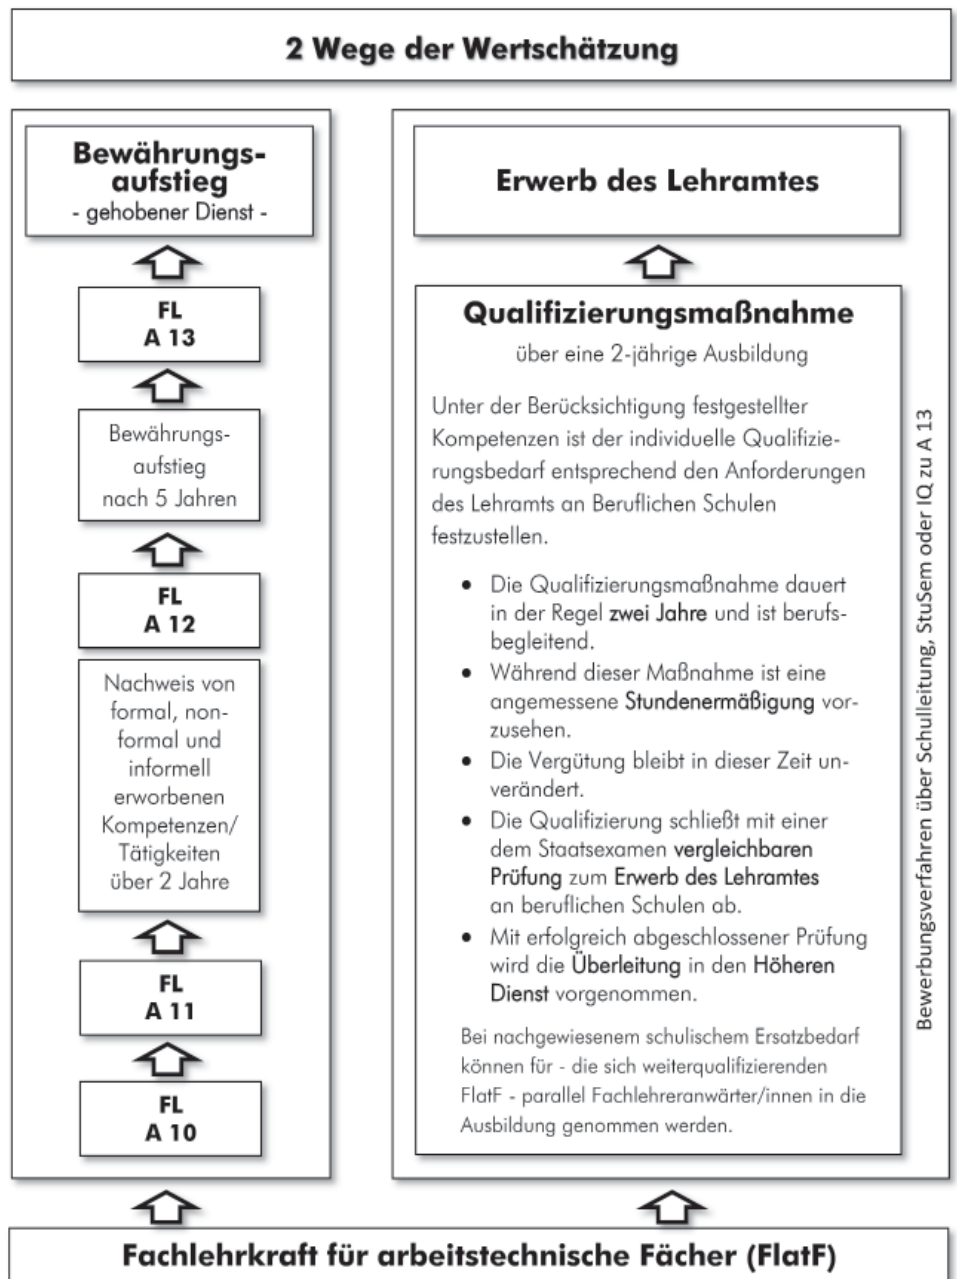 2 Wege der Wertschätzung
Bewährungs-
aufstieg
- gehobener Dienst -
FL
A 13
Bewährungs-
aufstieg
nach 5 Jahren
FL
A 12
Nachweis von
formal, non-
formal und
informell
erworbenen
Kompetenzen/
Tätigkeiten
über 2 Jahre
FL
A 11
FL
A 10
Erwerb des Lehramtes
Qualifizierungsmaßnahme
über eine 2-jährige Ausbildung
Unter der Berücksichtigung festgestellter
Kompetenzen ist der individuelle Qualifizie-
rungsbedarf entsprechend den Anforderungen
des Lehramts an Beruflichen Schulen
festzustellen.
• Die Qualifizierungsmaßnahme dauert
in der Regel zwei Jahre und ist berufs-
begleitend.
• Während dieser Maßnahme ist eine
angemessene Stundenermäßigung vor-
zusehen.
• Die Vergütung bleibt in dieser Zeit un-
verändert.
• Die Qualifizierung schließt mit einer
dem Staatsexamen vergleichbaren
Prüfung zum Erwerb des Lehramtes
an beruflichen Schulen ab.
• Mit erfolgreich abgeschlossener Prüfung
wird die Überleitung in den Höheren
Dienst vorgenommen.
Bei nachgewiesenem schulischem Ersatzbedarf
können für - die sich weiterqualifizierenden
FlatF - parallel Fachlehreranwärter/innen in die
Ausbildung genommen werden.
Bewerbungsverfahren über Schulleitung, StuSem oder IQ zu A 13
Fachlehrkraft für arbeitstechnische Fächer (FlatF)